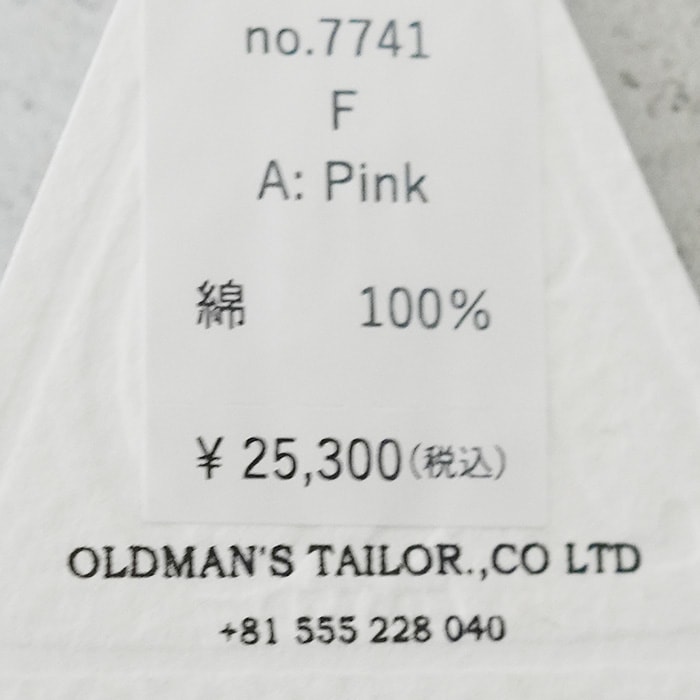 no.7741
F
A: Pink
綿 100%
¥ 25,300(税込)
OLDMAN'S TAILOR.,CO LTD
+81 555 228 040